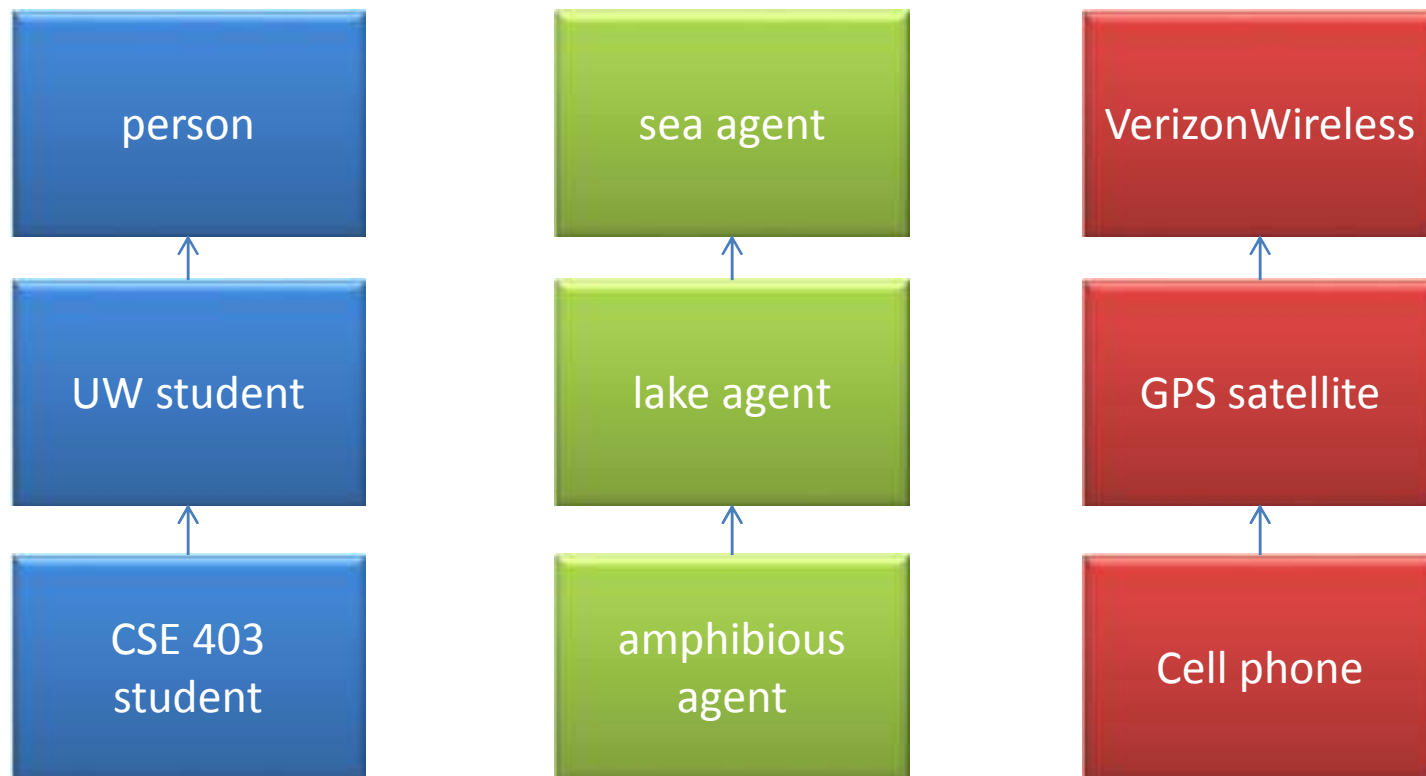 person
sea agent
VerizonWireless
UW student
lake agent
GPS satellite
CSE 403
student
amphibious
agent
Cell phone